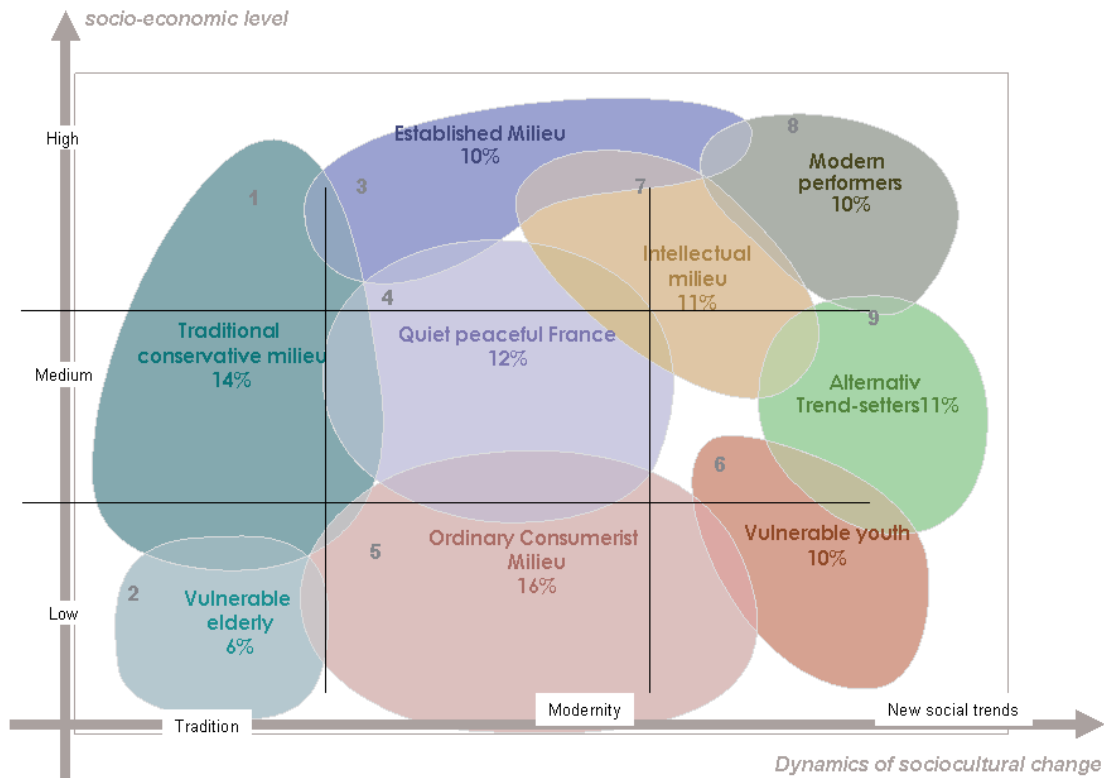 socio-economic level
High
Established Milieu
10%
8
Modern
performers
10%
1
3
7
Intellectual
milieu
11%
4
9
Traditional
conservative milieu
14%
Quiet peaceful France
12%
Medium
Alternativ
Trend-setters11%
6
Vulnerable youth
10%
5
Ordinary Consumerist
Milieu
16%
2
Vulnerable
elderly
6%
Low
Tradition
Modernity
New social trends
Dynamics of sociocultural change